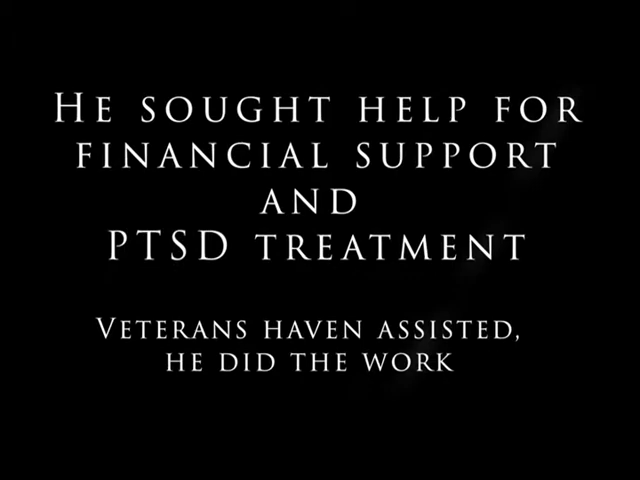 He sought help for
financial support
and
PTSD treatment
Veterans haven assisted,
he did the work